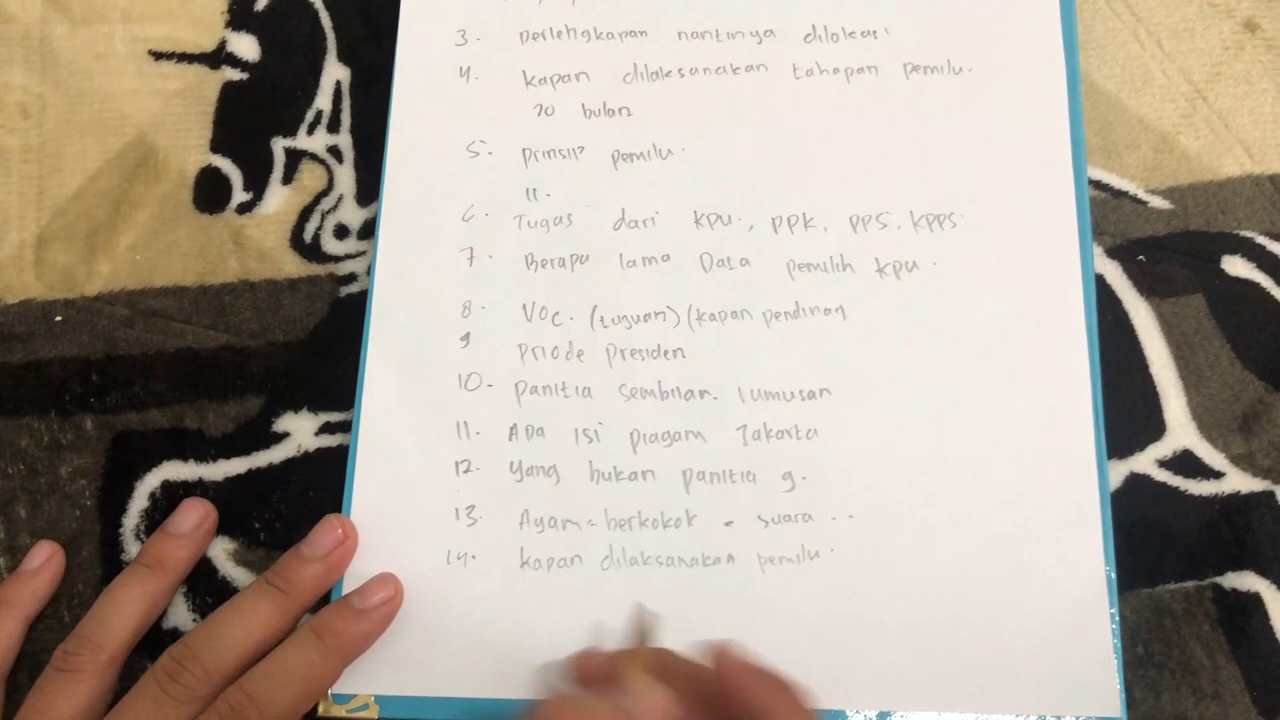 3. perlengkapan nantinya dilokasi
4. kapan dilaksanakan tahapan pemilu.
20 bulan
5. prinsip pemilu.
11.
6. Tugas dari kpu., PPK, PPS, KPPS.
7. Berapa lama Data pemilih kpu.
8. VOC. (tujuan) (kapan
9 priode presiden
10- panitia sembilan. rumusan
11. Apa isi piagam Jakarta
12. Yang bukan panitia 9.
13. Ayam = berkokok = suara ..
14. kapan dilaksanakan pemilu.